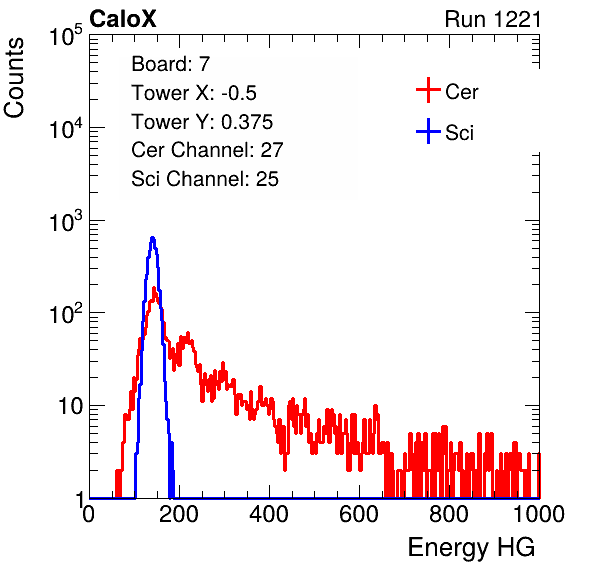 CaloX Run 1221
Counts
Board: 7
Tower X: -0.5
Tower Y: 0.375
Cer Channel: 27
Sci Channel: 25
Cer
Sci
10^5
10^4
10^3
10^2
10
1
0 200 400 600 800 1000
Energy HG